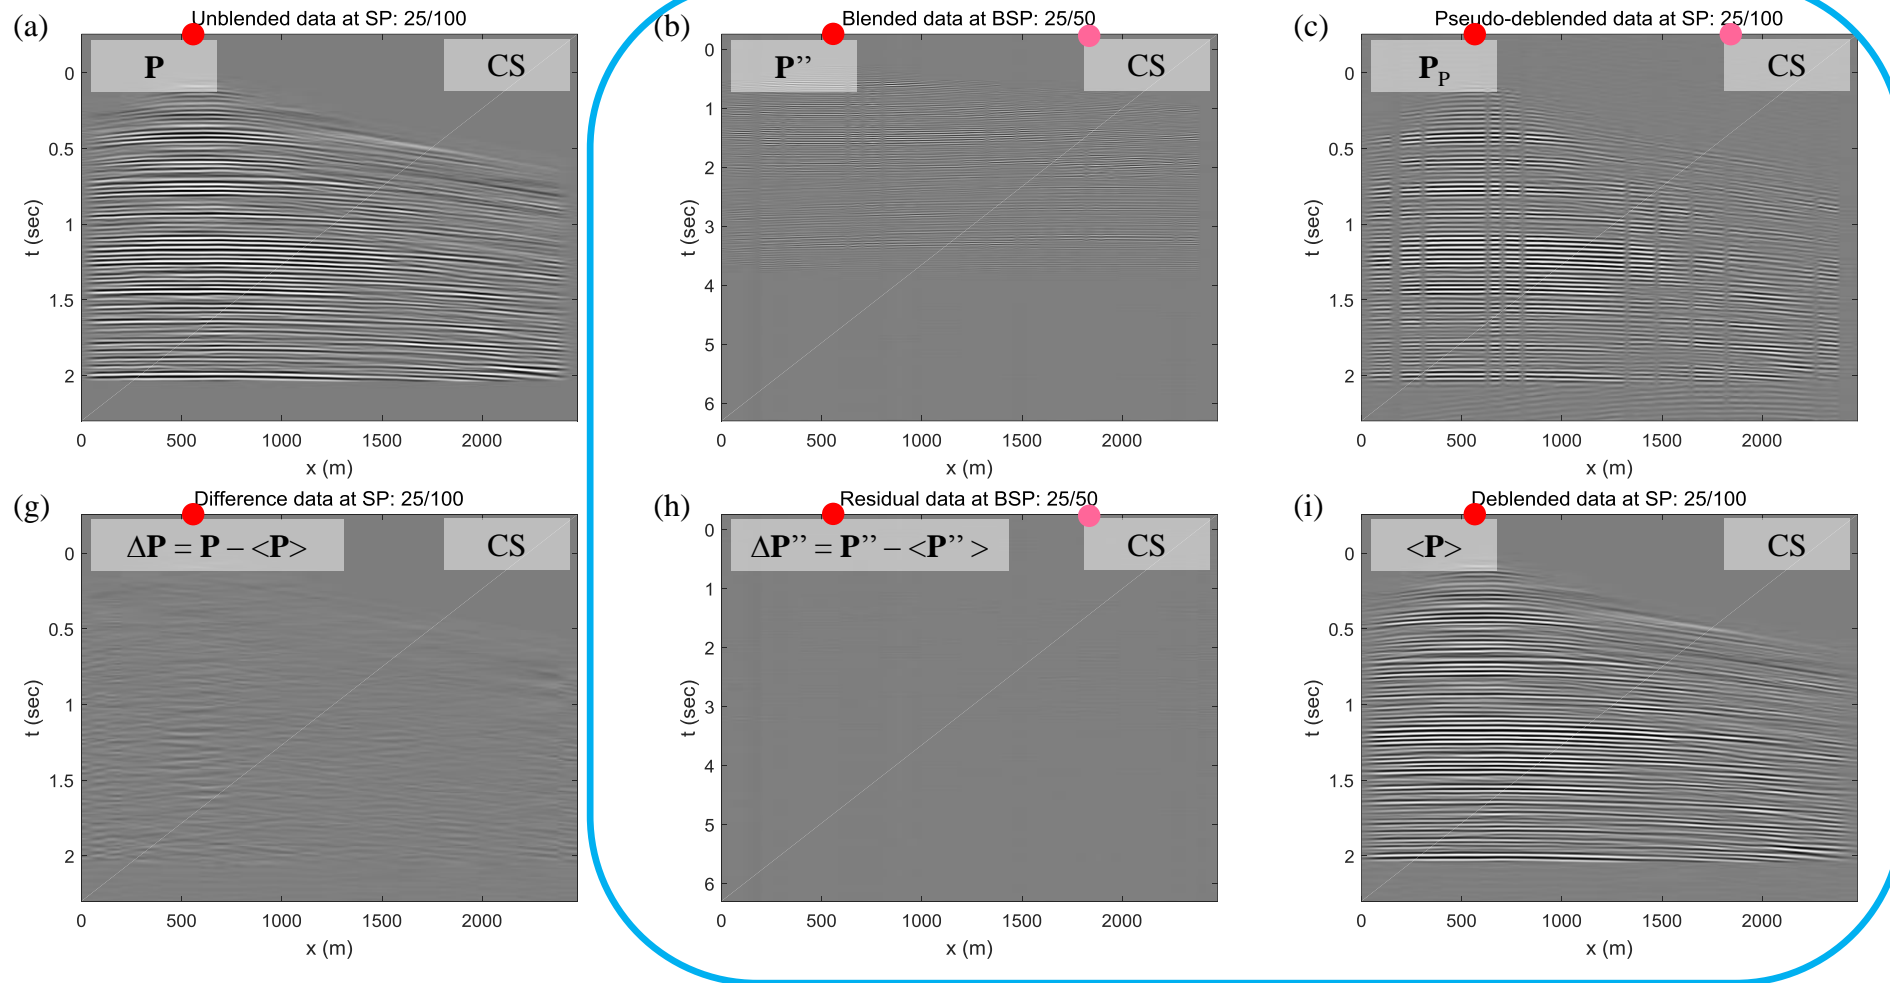 (a)
Unblended data at SP: 25/100
P
CS
0
0.5
1
1.5
2
t (sec)
0 500 1000 1500 2000
x (m)
(b)
Blended data at BSP: 25/50
P’’
CS
0
1
2
3
4
5
6
t (sec)
0 500 1000 1500 2000
x (m)
(c)
Pseudo-deblended data at SP: 25/100
P_P
CS
0
0.5
1
1.5
2
t (sec)
0 500 1000 1500 2000
x (m)
(g)
Difference data at SP: 25/100
ΔP = P – <P>
CS
0
0.5
1
1.5
2
t (sec)
0 500 1000 1500 2000
x (m)
(h)
Residual data at BSP: 25/50
ΔP’’ = P’’ – <P’’ >
CS
0
1
2
3
4
5
6
t (sec)
0 500 1000 1500 2000
x (m)
(i)
Deblended data at SP: 25/100
<P>
CS
0
0.5
1
1.5
2
t (sec)
0 500 1000 1500 2000
x (m)